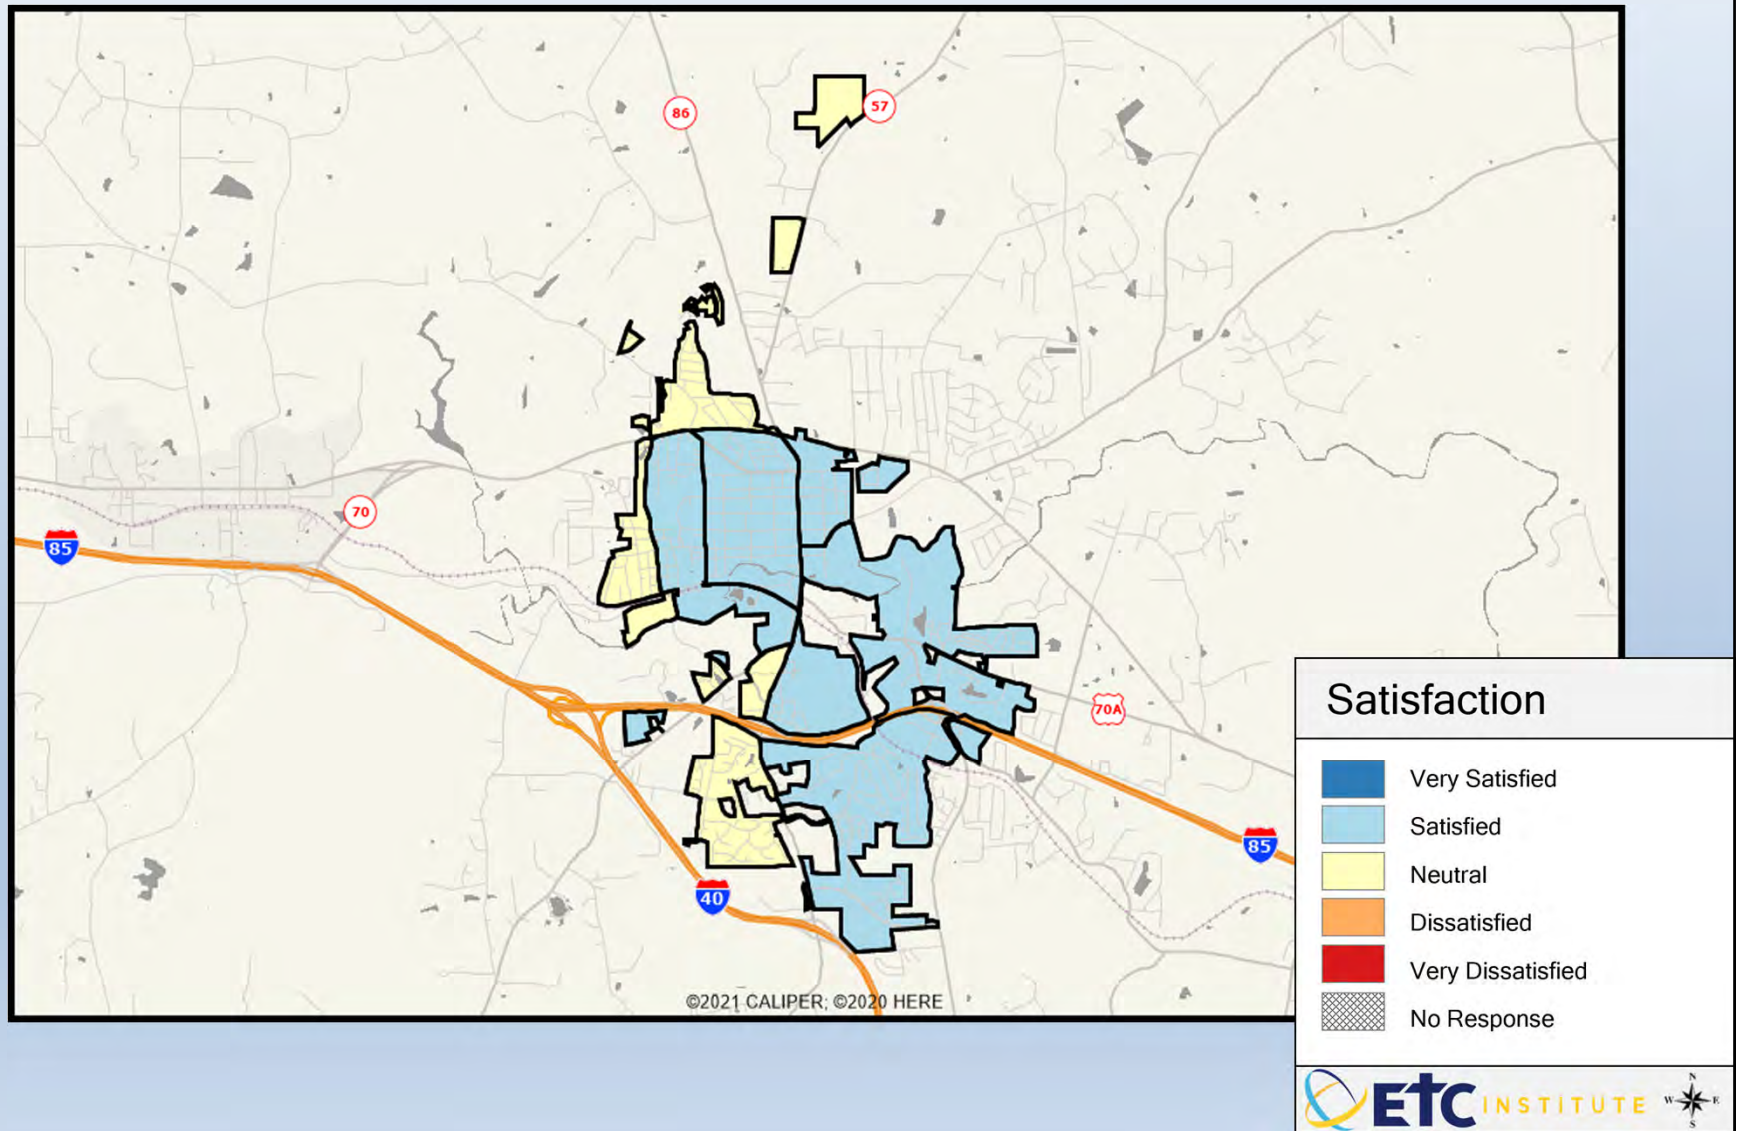 86
57
70
85
70A
85
40
©2021 CALIPER; ©2020 HERE
Satisfaction
Very Satisfied
Satisfied
Neutral
Dissatisfied
Very Dissatisfied
No Response
ETC INSTITUTE
N
W E
S